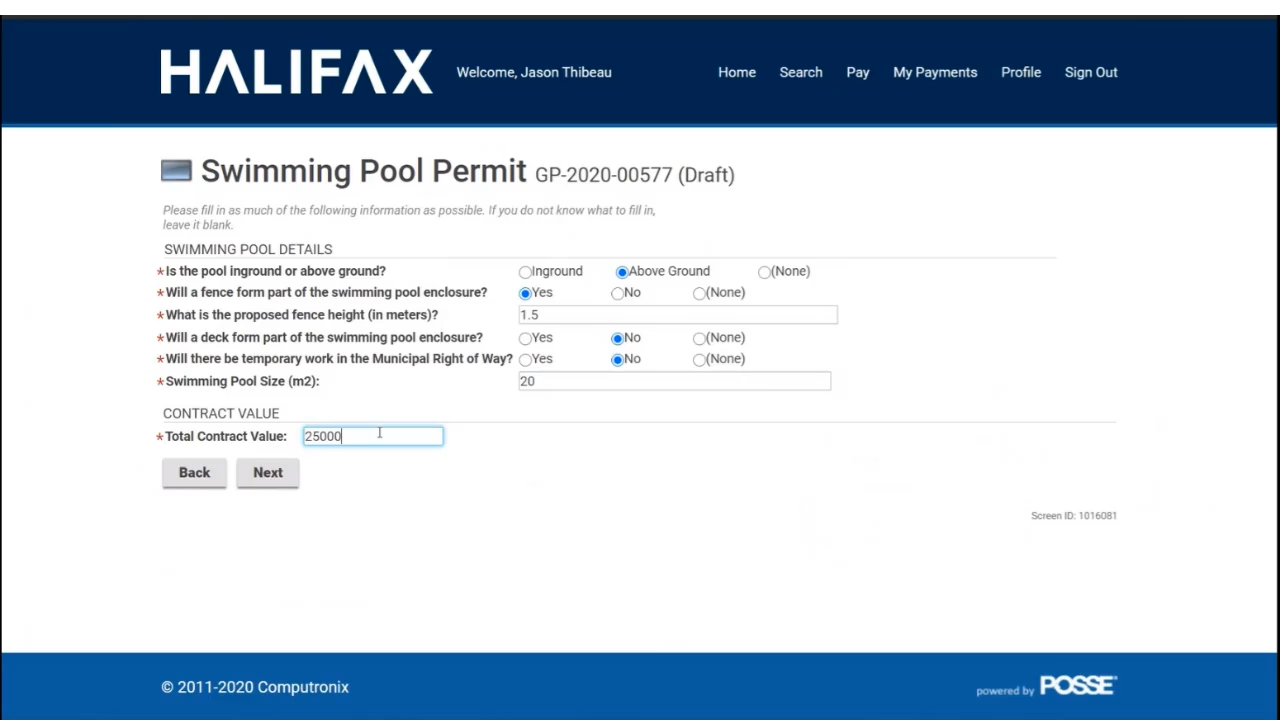 HALIFAX Welcome, Jason Thibeau Home Search Pay My Payments Profile Sign Out
Swimming Pool Permit GP-2020-00577 (Draft)
Please fill in as much of the following information as possible. If you do not know what to fill in,
leave it blank.
SWIMMING POOL DETAILS
*Is the pool inground or above ground? Inground Above Ground (None)
*Will a fence form part of the swimming pool enclosure? Yes No (None)
*What is the proposed fence height (in meters)? 1.5
*Will a deck form part of the swimming pool enclosure? Yes No (None)
*Will there be temporary work in the Municipal Right of Way? Yes No (None)
*Swimming Pool Size (m2): 20
CONTRACT VALUE
*Total Contract Value: 25000
Back Next
Screen ID: 1016081
© 2011-2020 Computronix powered by POSSE